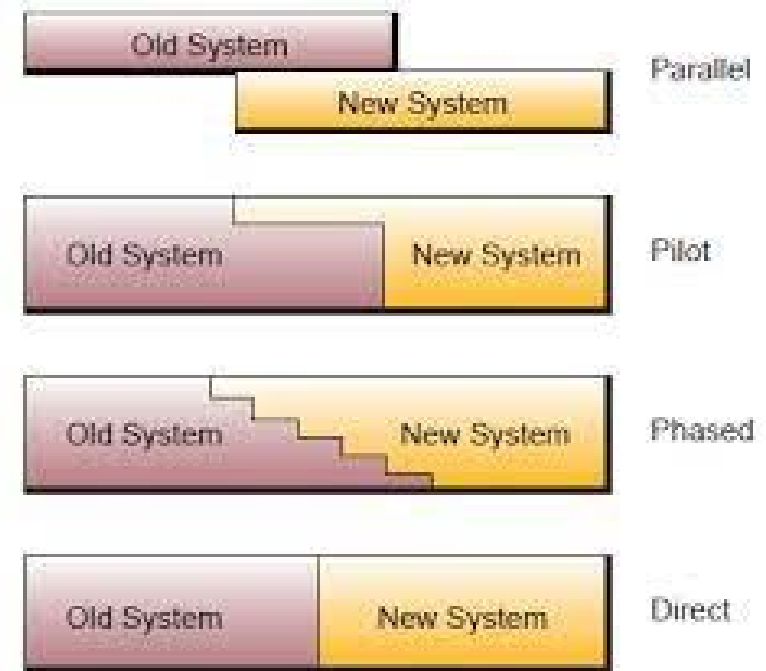 Old System
New System
Parallel
Old System
New System
Pilot
Old System
New System
Phased
Old System
New System
Direct